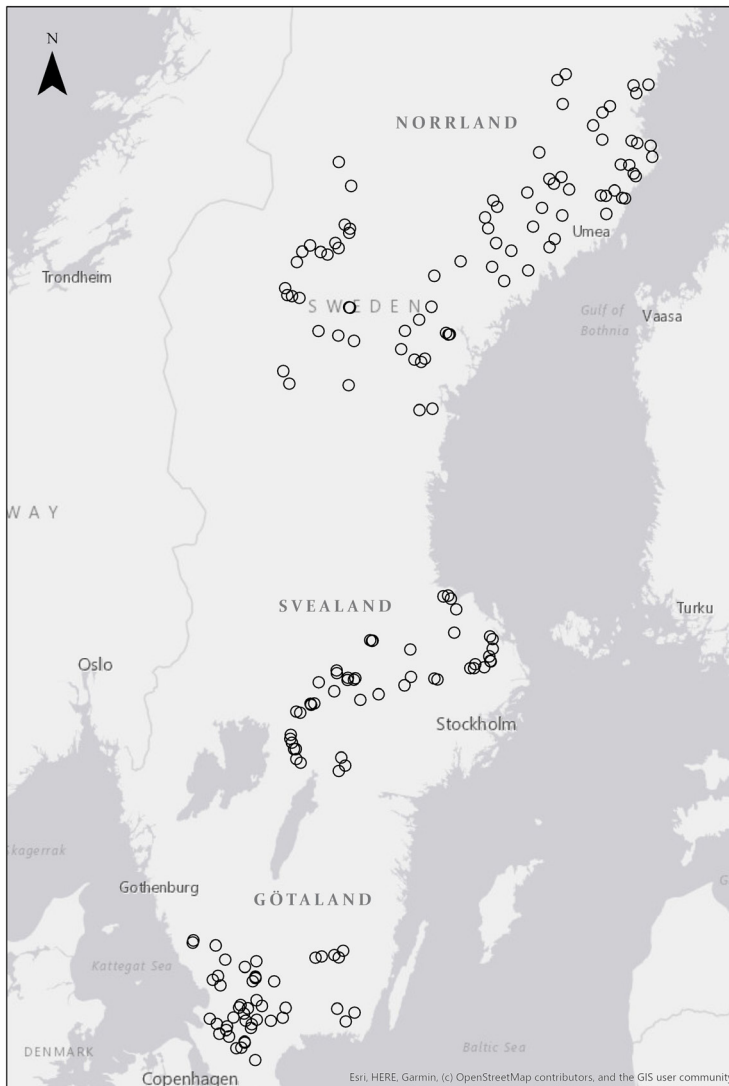 N
NORRLAND
Umea
Trondheim
SWEDEN
Gulf of
Bothnia
Vaasa
WAY
SVEALAND
Turku
Oslo
Stockholm
Skagerrak
Gothenburg
GÖTALAND
G
Kattegat Sea
Baltic Sea
DENMARK
Copenhagen
Esri, HERE, Garmin, (c) OpenStreetMap contributors, and the GIS user community